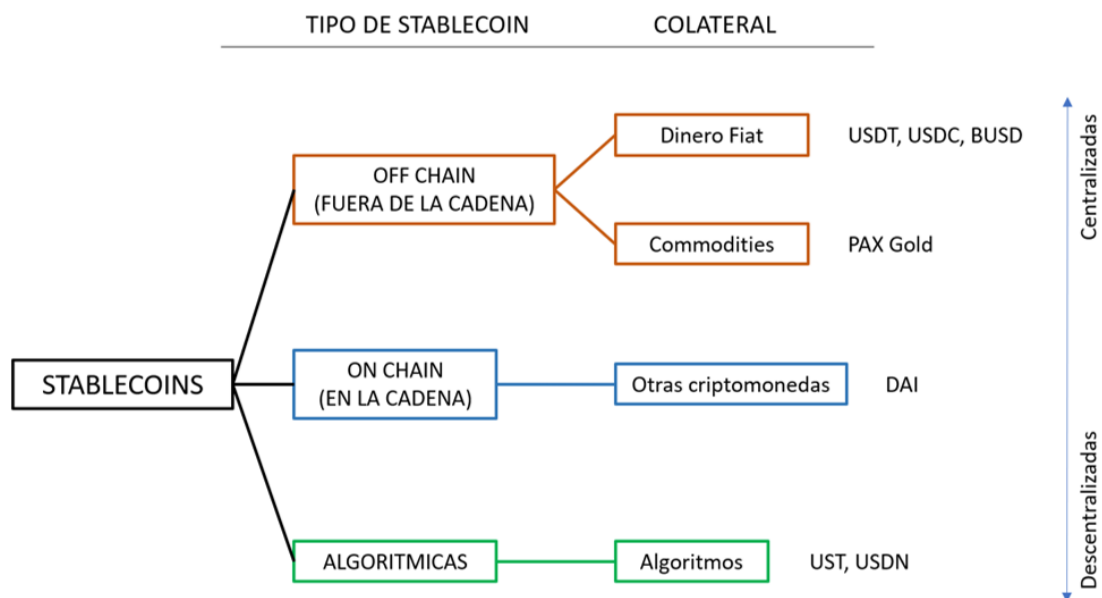 TIPO DE STABLECOIN
COLATERAL
Dinero Fiat
USDT, USDC, BUSD
OFF CHAIN
(FUERA DE LA CADENA)
Commodities
PAX Gold
STABLECOINS
ON CHAIN
(EN LA CADENA)
Otras criptomonedas
DAI
ALGORITMICAS
Algoritmos
UST, USDN
Centralizadas
Descentralizadas